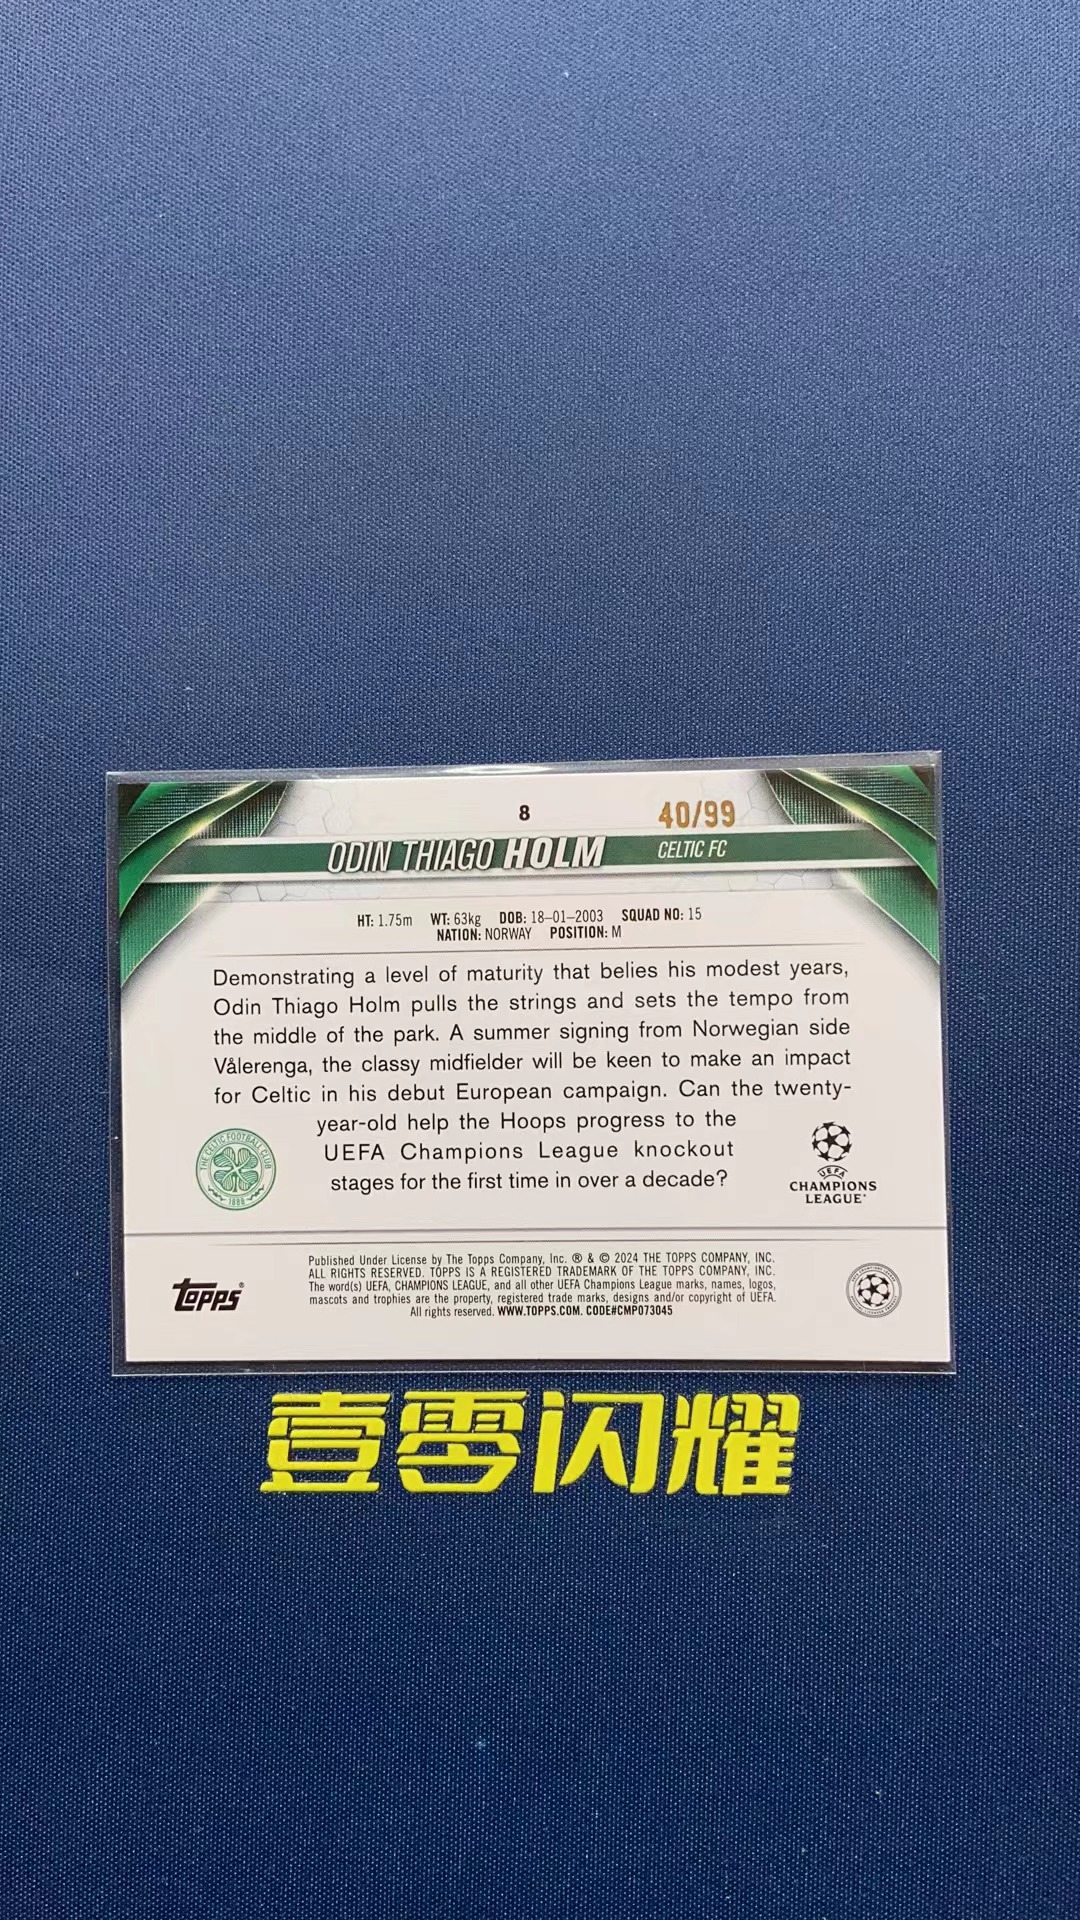 8
40/99
ODIN THIAGO HOLM
CELTIC FC
HT: 1.75m WT: 63kg DOB: 18-01-2003 SQUAD NO: 15
NATION: NORWAY POSITION: M
Demonstrating a level of maturity that belies his modest years,
Odin Thiago Holm pulls the strings and sets the tempo from
the middle of the park. A summer signing from Norwegian side
Vålerenga, the classy midfielder will be keen to make an impact
for Celtic in his debut European campaign. Can the twenty-
year-old help the Hoops progress to the
UEFA Champions League knockout
stages for the first time in over a decade?
THE CELTIC FOOTBALL CLUB
1888
UEFA
CHAMPIONS
LEAGUE
Topps®
Published Under License by The Topps Company, Inc. ® & © 2024 THE TOPPS COMPANY, INC.
ALL RIGHTS RESERVED. TOPPS IS A REGISTERED TRADEMARK OF THE TOPPS COMPANY, INC.
The word(s) UEFA, CHAMPIONS LEAGUE, and all other UEFA Champions League marks, names, logos,
mascots and trophies are the property, registered trade marks, designs and/or copyright of UEFA.
All rights reserved. WWW.TOPPS.COM. CODE#CMP073045
壹零闪耀